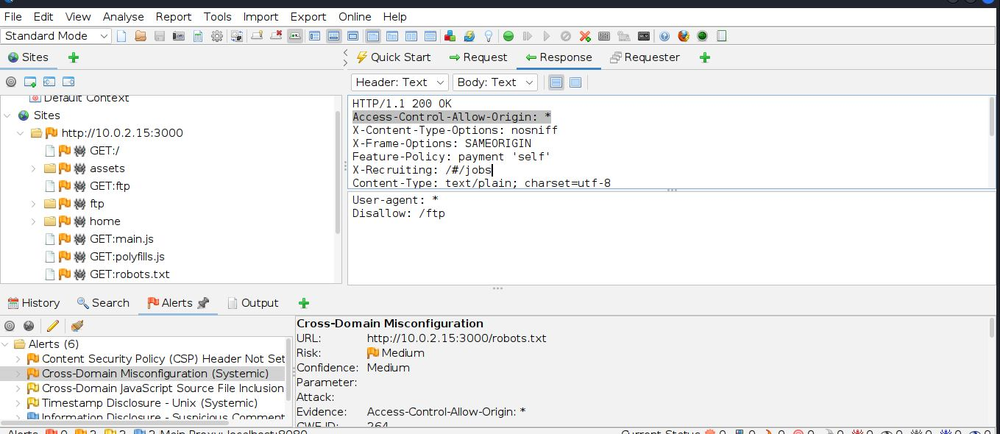 File Edit View Analyse Report Tools Import Export Online Help
Standard Mode
Sites
Quick Start Request Response Requester
Header: Text Body: Text
Default Context
Sites
http://10.0.2.15:3000
GET:/
assets
GET:ftp
ftp
home
GET:main.js
GET:polyfills.js
GET:robots.txt
HTTP/1.1 200 OK
Access-Control-Allow-Origin: *
X-Content-Type-Options: nosniff
X-Frame-Options: SAMEORIGIN
Feature-Policy: payment 'self'
X-Recruiting: /#/jobs
Content-Type: text/plain; charset=utf-8
User-agent: *
Disallow: /ftp
History Search Alerts Output
Alerts (6)
Content Security Policy (CSP) Header Not Set
Cross-Domain Misconfiguration (Systemic)
Cross-Domain JavaScript Source File Inclusion
Timestamp Disclosure - Unix (Systemic)
Information Disclosure - Suspicious Comment
Cross-Domain Misconfiguration
URL: http://10.0.2.15:3000/robots.txt
Risk: Medium
Confidence: Medium
Parameter:
Attack:
Evidence: Access-Control-Allow-Origin: *
CWE ID: 264
Alerts 0 2 2 2 Main Proxy: localhost:8080
Current Status 0 0 0 0 0 0 0 0 0 0